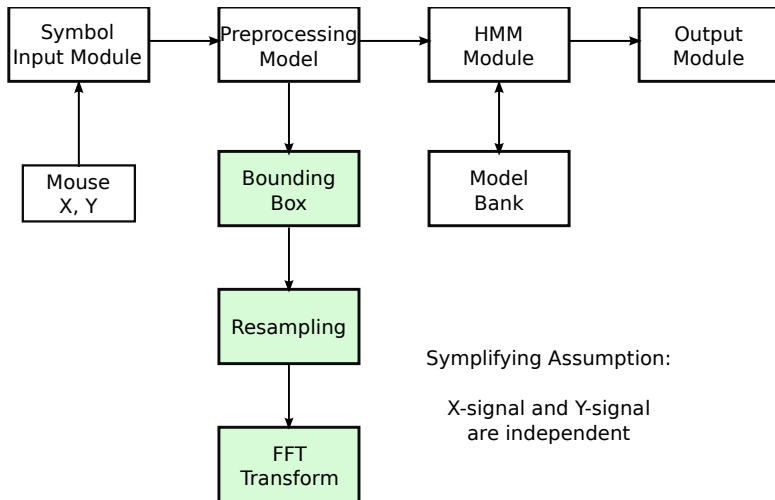 Symbol
Input Module
Preprocessing
Model
HMM
Module
Output
Module
Mouse
X, Y
Bounding
Box
Model
Bank
Resampling
Symplifying Assumption:
X-signal and Y-signal
are independent
FFT
Transform